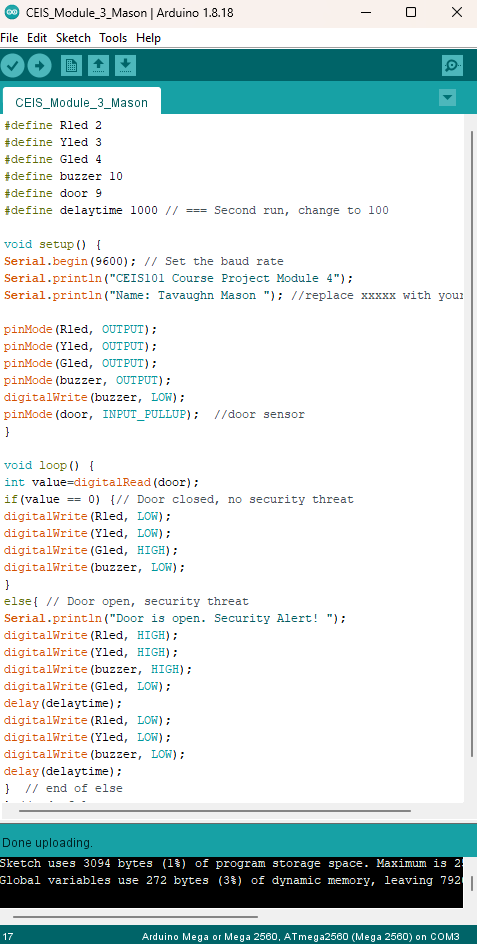 CEIS_Module_3_Mason | Arduino 1.8.18
File Edit Sketch Tools Help
CEIS_Module_3_Mason
#define Rled 2
#define Yled 3
#define Gled 4
#define buzzer 10
#define door 9
#define delaytime 1000 // === Second run, change to 100
void setup() {
Serial.begin(9600); // Set the baud rate
Serial.println("CEIS101 Course Project Module 4");
Serial.println("Name: Tavaughn Mason "); //replace xxxxx with your
pinMode(Rled, OUTPUT);
pinMode(Yled, OUTPUT);
pinMode(Gled, OUTPUT);
pinMode(buzzer, OUTPUT);
digitalWrite(buzzer, LOW);
pinMode(door, INPUT_PULLUP);  //door sensor
}
void loop() {
int value=digitalRead(door);
if(value == 0) {// Door closed, no security threat
digitalWrite(Rled, LOW);
digitalWrite(Yled, LOW);
digitalWrite(Gled, HIGH);
digitalWrite(buzzer, LOW);
}
else{ // Door open, security threat
Serial.println("Door is open. Security Alert! ");
digitalWrite(Rled, HIGH);
digitalWrite(Yled, HIGH);
digitalWrite(buzzer, HIGH);
digitalWrite(Gled, LOW);
delay(delaytime);
digitalWrite(Rled, LOW);
digitalWrite(Yled, LOW);
digitalWrite(buzzer, LOW);
delay(delaytime);
}  // end of else
Done uploading.
Sketch uses 3094 bytes (1%) of program storage space. Maximum is
Global variables use 272 bytes (3%) of dynamic memory, leaving 792
17 Arduino Mega or Mega 2560, ATmega2560 (Mega 2560) on COM3